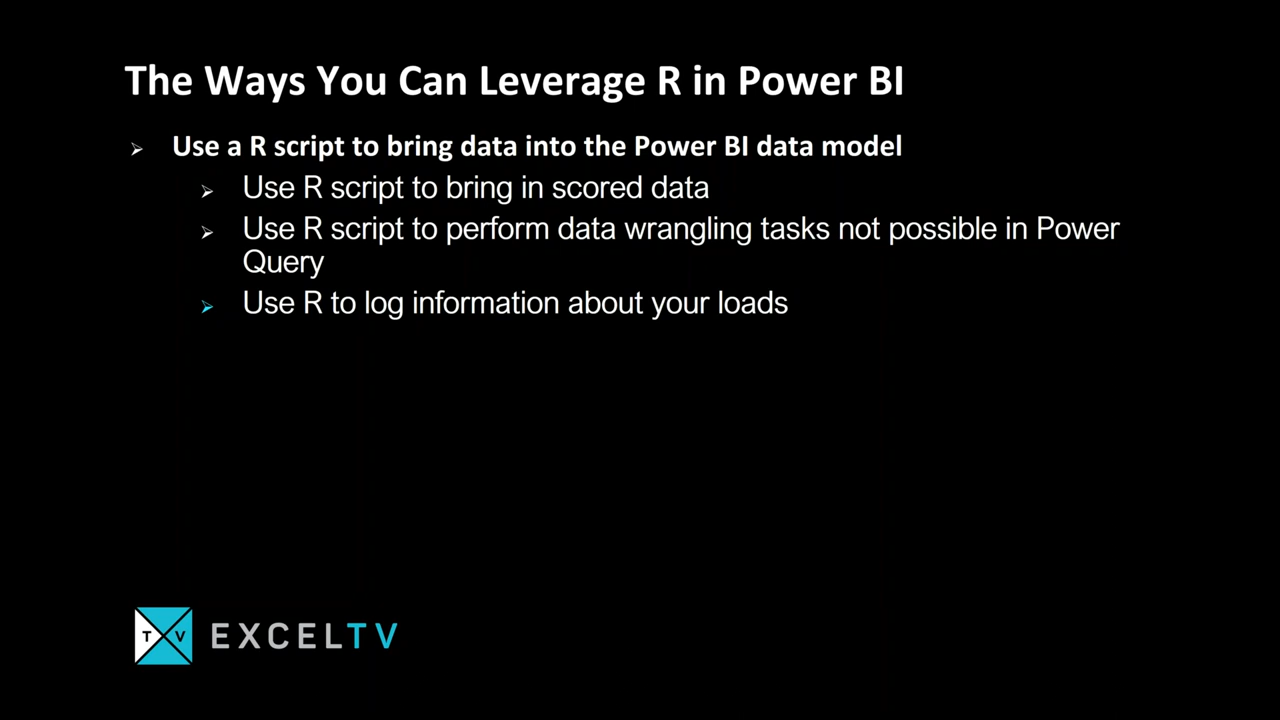 The Ways You Can Leverage R in Power BI
Use a R script to bring data into the Power BI data model
Use R script to bring in scored data
Use R script to perform data wrangling tasks not possible in Power
Query
Use R to log information about your loads
T V EXCELTV